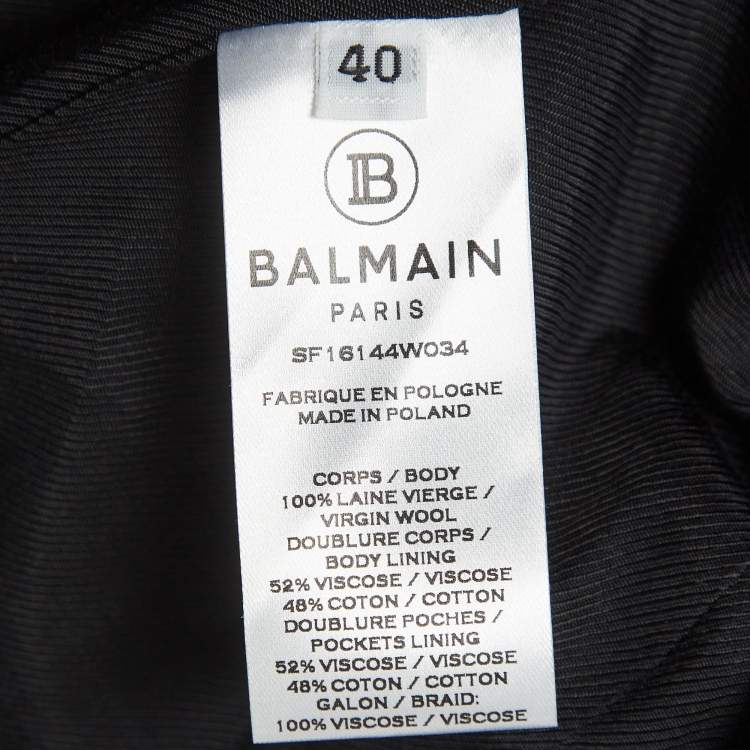 40
B
BALMAIN
PARIS
SF16144W034
FABRIQUE EN POLOGNE
MADE IN POLAND
CORPS / BODY
100% LAINE VIERGE /
VIRGIN WOOL
DOUBLURE CORPS /
BODY LINING
52% VISCOSE / VISCOSE
48% COTON / COTTON
DOUBLURE POCHES /
POCKETS LINING
52% VISCOSE / VISCOSE
48% COTON / COTTON
GALON / BRAID:
100% VISCOSE / VISCOSE